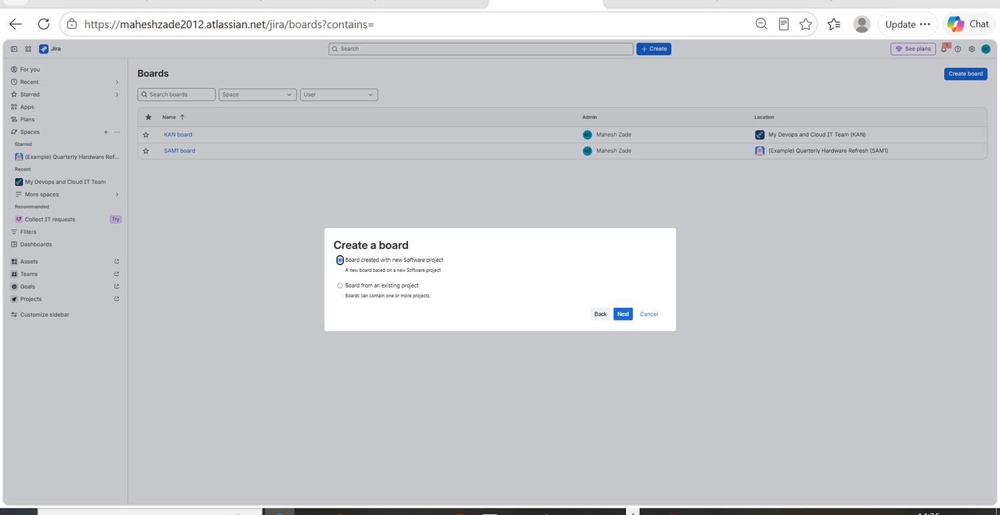 https://maheshzade2012.atlassian.net/jira/boards?contains=
Update
Chat
Jira
Search
+ Create
See plans
1
MZ
For you
Recent
Starred
Apps
Plans
Spaces
Starred
(Example) Quarterly Hardware Ref...
Recent
My Devops and Cloud IT Team
More spaces
Recommended
Collect IT requests Try
Filters
Dashboards
Assets
Teams
Goals
Projects
Customize sidebar
Boards
Create board
Search boards
Space
User
Name Admin Location
KAN board MZ Mahesh Zade My Devops and Cloud IT Team (KAN)
SAM1 board MZ Mahesh Zade (Example) Quarterly Hardware Refresh (SAM1)
Create a board
Board created with new Software project
A new board based on a new Software project
Board from an existing project
Boards can contain one or more projects.
Back Next Cancel